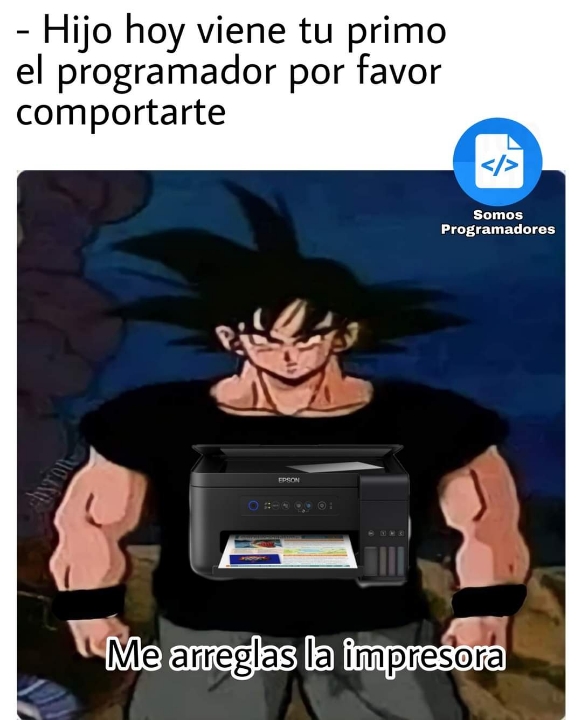 - Hijo hoy viene tu primo
el programador por favor
comportarte
</>
Somos
Programadores
EPSON
Me arreglas la impresora